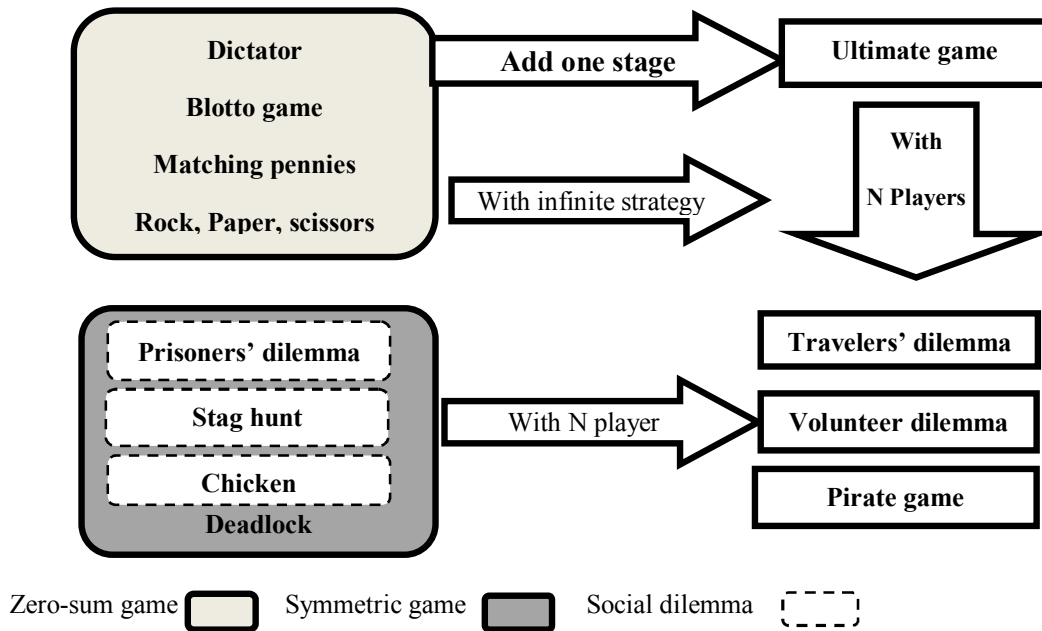 Dictator
Add one stage
Ultimate game
Blotto game
With
N Players
Matching pennies
With infinite strategy
Rock, Paper, scissors
Prisoners’ dilemma
Travelers’ dilemma
Stag hunt
With N player
Volunteer dilemma
Chicken
Pirate game
Deadlock
Zero-sum game
Symmetric game
Social dilemma